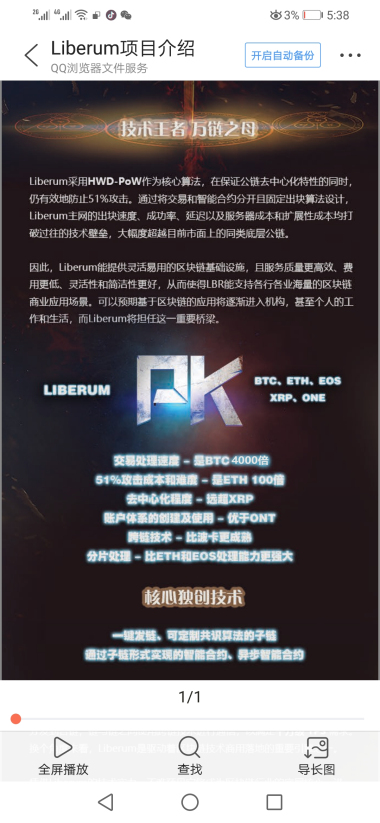 2G 4G 3% 5:38
Liberum项目介绍
QQ浏览器文件服务
开启自动备份
技术王者 万链之母
Liberum采用HWD-PoW作为核心算法，在保证公链去中心化特性的同时，
仍有效地防止51%攻击。通过将交易和智能合约分开且固定出块算法设计，
Liberum主网的出块速度、成功率、延迟以及服务器成本和扩展性成本均打
破过往的技术壁垒，大幅度超越目前市面上的同类底层公链。
因此，Liberum能提供灵活易用的区块链基础设施，且服务质量更高效、费
用更低、灵活性和简洁性更好，从而使得LBR能支持各行各业海量的区块链
商业应用场景。可以预期基于区块链的应用将逐渐进入机构，甚至个人的工
作和生活，而Liberum将担任这一重要桥梁。
LIBERUM
PK
BTC、ETH、EOS
XRP、ONE
交易处理速度 – 是BTC 4000倍
51%攻击成本和难度 – 是ETH 100倍
去中心化程度 – 远超XRP
账户体系的创建及使用 – 优于ONT
跨链技术 – 比波卡更成熟
分片处理 – 比ETH和EOS处理能力更强大
核心独创技术
一键发链、可定制共识算法的子链
通过子链形式实现的智能合约、异步智能合约
1/1
全屏播放
查找
导长图